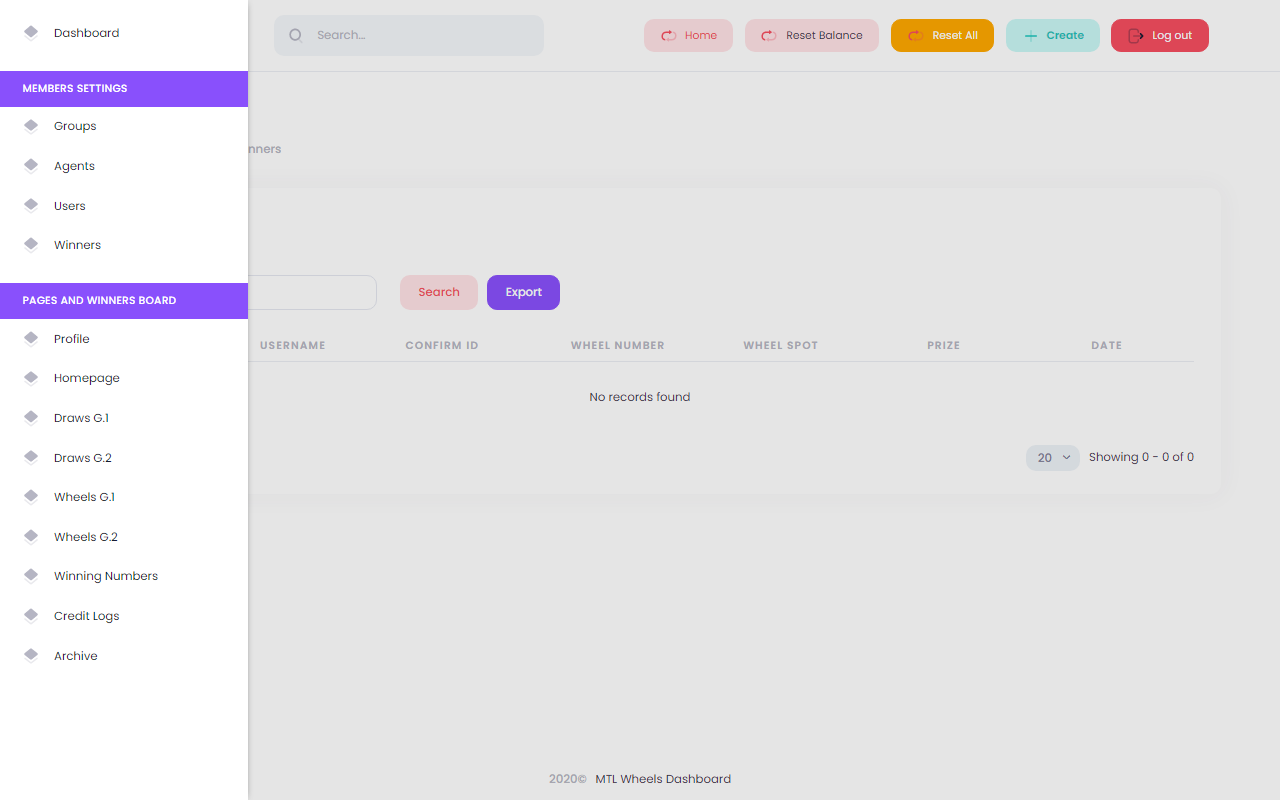 Dashboard
MEMBERS SETTINGS
Groups
Agents
Users
Winners
PAGES AND WINNERS BOARD
Profile
Homepage
Draws G.1
Draws G.2
Wheels G.1
Wheels G.2
Winning Numbers
Credit Logs
Archive
Search...
Home
Reset Balance
Reset All
Create
Log out
Search
Export
USERNAME CONFIRM ID WHEEL NUMBER WHEEL SPOT PRIZE DATE
No records found
20 Showing 0 - 0 of 0
2020© MTL Wheels Dashboard